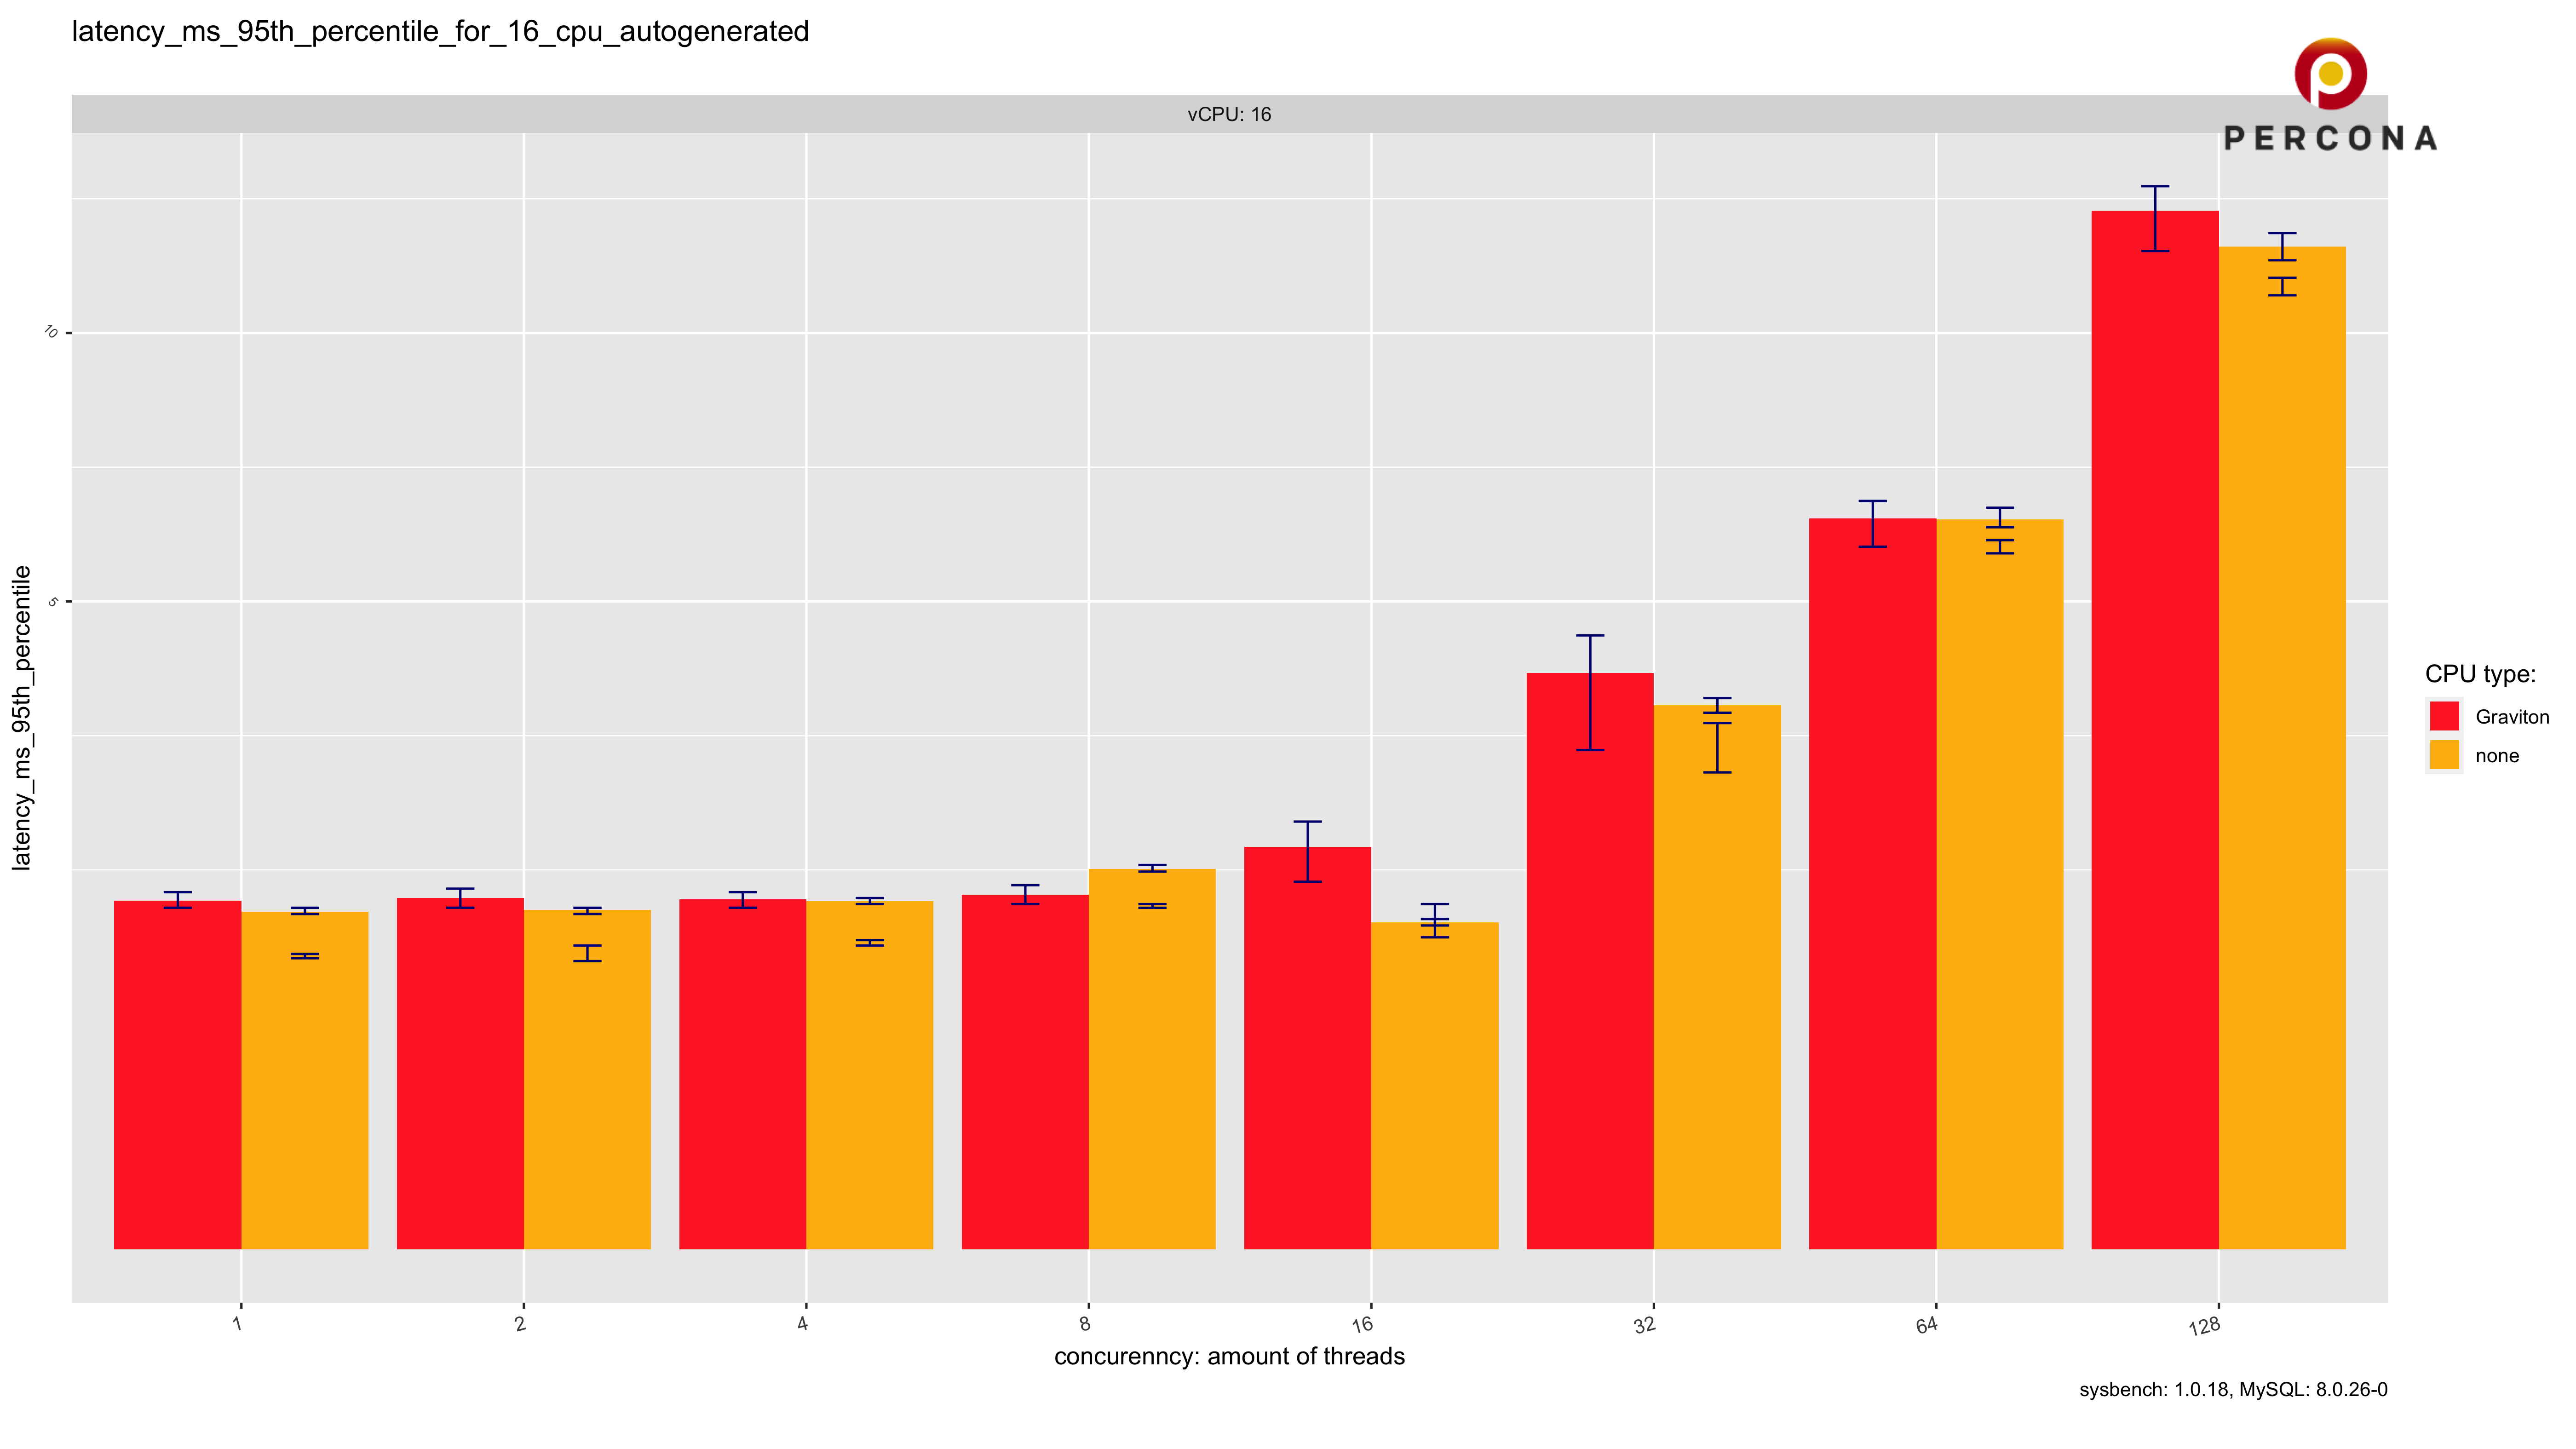 latency_ms_95th_percentile_for_16_cpu_autogenerated
PERCONA
vCPU: 16
latency_ms_95th_percentile
10
5
1 2 4 8 16 32 64 128
concurenncy: amount of threads
CPU type:
Graviton
none
sysbench: 1.0.18, MySQL: 8.0.26-0